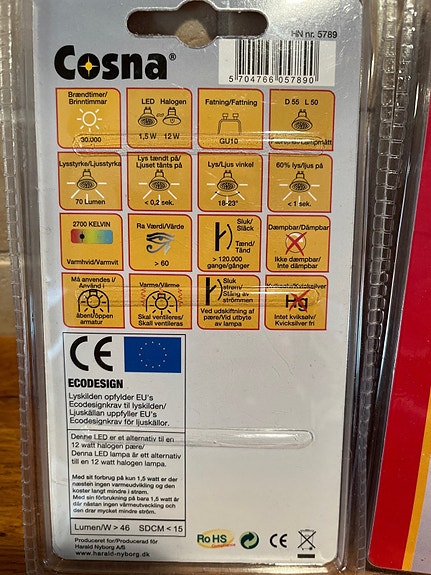 HN nr. 5789
Cosna®
5 704766 057890
Brændtimer/
Brinntimmar
30.000
LED Halogen
1,5 W 12 W
Fatning/Fattning
GU10
D 55 L 50
Lysstyrke/Ljusstyrka
70 Lumen
Lys tændt på/
Ljuset tänts på
< 0,2 sek.
Lys/Ljus vinkel
18-23°
60% lys/ljus på
< 1 sek.
2700 KELVIN
Varmhvid/Varmvit
Ra Værdi/Värde
> 60
Sluk/
Släck
Tænd/
Tänd
> 120.000
gange/gånger
Dæmpbar/Dämpbar
Ikke dæmpbar/
Inte dämpbar
Må anvendes i/
Använd i
åbent/öppen
armatur
Varme/Värme
Skal ventileres/
Skall ventileras
Sluk
strøm/
Stäng av
strömmen
Ved udskiftning af
pære/Vid utbyte
av lampa
Kviksølv/Kvicksilver
Hg
Intet kviksølv/
Kvicksilver fri
CE
ECODESIGN
Lyskilden opfylder EU's
Ecodesignkrav til lyskilden/
Ljuskällan uppfyller EU's
Ecodesignkrav för ljuskällor.
Denne LED er et alternativ til en
12 watt halogen pære/
Denna LED lampa är ett alternativ
till en 12 watt halogen lampa.
Med sit forbrug på kun 1,5 watt er der
næsten ingen varmeudvikling og den
koster langt mindre i strøm.
Med sin förbrukning på bara 1,5 watt är
där nästan ingen värmeutveckling och
den drar mycket mindre ström.
Lumen/W > 46 SDCM < 15
Produceret for/Producerad för
Harald Nyborg A/S
www.harald-nyborg.dk
RoHS
Compliance
CE